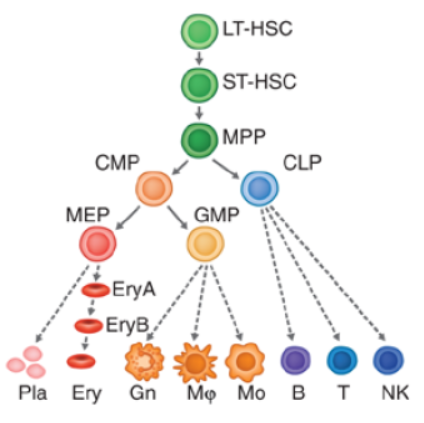 LT-HSC
ST-HSC
MPP
CMP CLP
MEP GMP
EryA
EryB
Pla Ery Gn Mφ Mo B T NK